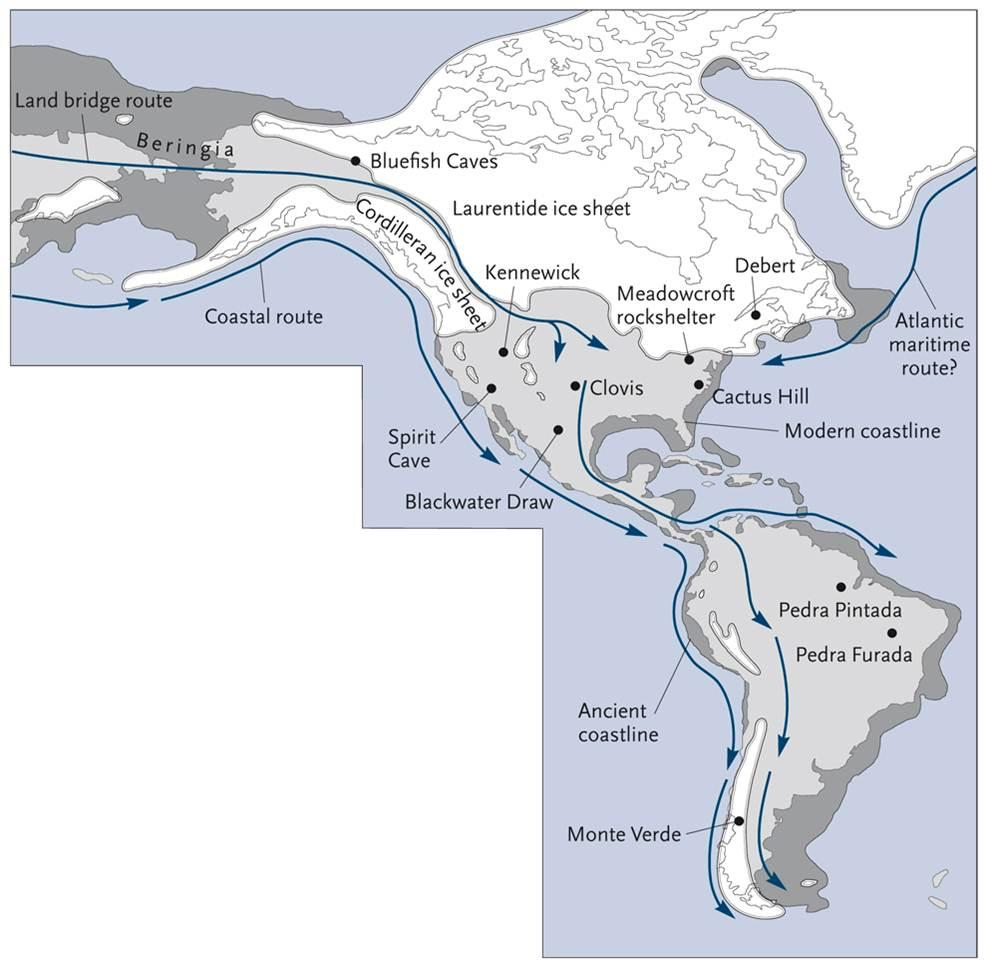 Land bridge route
Beringia
Bluefish Caves
Laurentide ice sheet
Cordilleran ice sheet
Kennewick
Debert
Meadowcroft
rockshelter
Coastal route
Atlantic
maritime
route?
Clovis
Cactus Hill
Modern coastline
Spirit
Cave
Blackwater Draw
Pedra Pintada
Pedra Furada
Ancient
coastline
Monte Verde